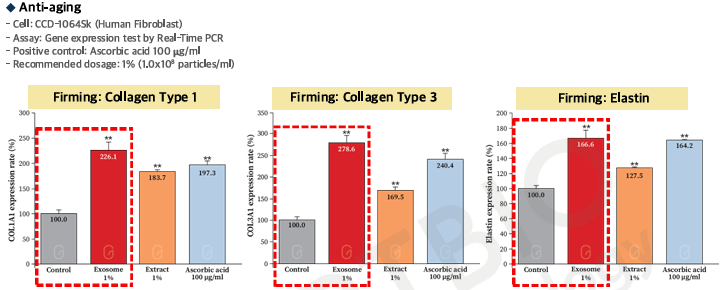 ◆ Anti-aging
- Cell: CCD-1064Sk (Human Fibroblast)
- Assay: Gene expression test by Real-Time PCR
- Positive control: Ascorbic acid 100 μg/ml
- Recommended dosage: 1% (1.0x10⁸ particles/ml)
Firming: Collagen Type 1
COL1A1 expression rate (%)
300
250
200
150
100
50
0
100.0
**
226.1
**
183.7
**
197.3
Control
Exosome 1%
Extract 1%
Ascorbic acid 100 μg/ml
Firming: Collagen Type 3
COL3A1 expression rate (%)
350
300
250
200
150
100
50
0
100.0
**
278.6
**
169.5
**
240.4
Control
Exosome 1%
Extract 1%
Ascorbic acid 100 μg/ml
Firming: Elastin
Elastin expression rate (%)
200
180
160
140
120
100
80
60
40
20
0
100.0
**
166.6
**
127.5
**
164.2
Control
Exosome 1%
Extract 1%
Ascorbic acid 100 μg/ml